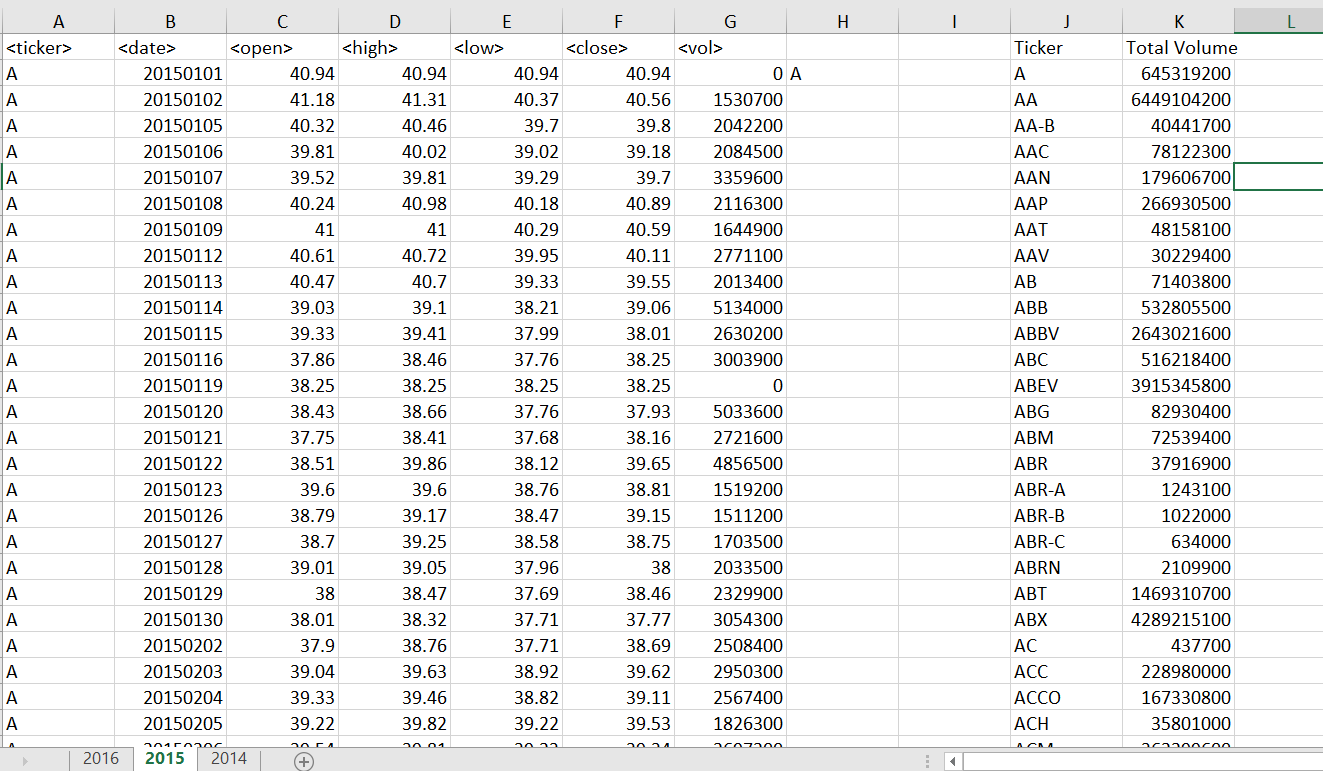 A B C D E F G H I J K L
<ticker> <date> <open> <high> <low> <close> <vol> Ticker Total Volume
A 20150101 40.94 40.94 40.94 40.94 0 A A 645319200
A 20150102 41.18 41.31 40.37 40.56 1530700 AA 6449104200
A 20150105 40.32 40.46 39.7 39.8 2042200 AA-B 40441700
A 20150106 39.81 40.02 39.02 39.18 2084500 AAC 78122300
A 20150107 39.52 39.81 39.29 39.7 3359600 AAN 179606700
A 20150108 40.24 40.98 40.18 40.89 2116300 AAP 266930500
A 20150109 41 41 40.29 40.59 1644900 AAT 48158100
A 20150112 40.61 40.72 39.95 40.11 2771100 AAV 30229400
A 20150113 40.47 40.7 39.33 39.55 2013400 AB 71403800
A 20150114 39.03 39.1 38.21 39.06 5134000 ABB 532805500
A 20150115 39.33 39.41 37.99 38.01 2630200 ABBV 2643021600
A 20150116 37.86 38.46 37.76 38.25 3003900 ABC 516218400
A 20150119 38.25 38.25 38.25 38.25 0 ABEV 3915345800
A 20150120 38.43 38.66 37.76 37.93 5033600 ABG 82930400
A 20150121 37.75 38.41 37.68 38.16 2721600 ABM 72539400
A 20150122 38.51 39.86 38.12 39.65 4856500 ABR 37916900
A 20150123 39.6 39.6 38.76 38.81 1519200 ABR-A 1243100
A 20150126 38.79 39.17 38.47 39.15 1511200 ABR-B 1022000
A 20150127 38.7 39.25 38.58 38.75 1703500 ABR-C 634000
A 20150128 39.01 39.05 37.96 38 2033500 ABRN 2109900
A 20150129 38 38.47 37.69 38.46 2329900 ABT 1469310700
A 20150130 38.01 38.32 37.71 37.77 3054300 ABX 4289215100
A 20150202 37.9 38.76 37.71 38.69 2508400 AC 437700
A 20150203 39.04 39.63 38.92 39.62 2950300 ACC 228980000
A 20150204 39.33 39.46 38.82 39.11 2567400 ACCO 167330800
A 20150205 39.22 39.82 39.22 39.53 1826300 ACH 35801000
2016 2015 2014